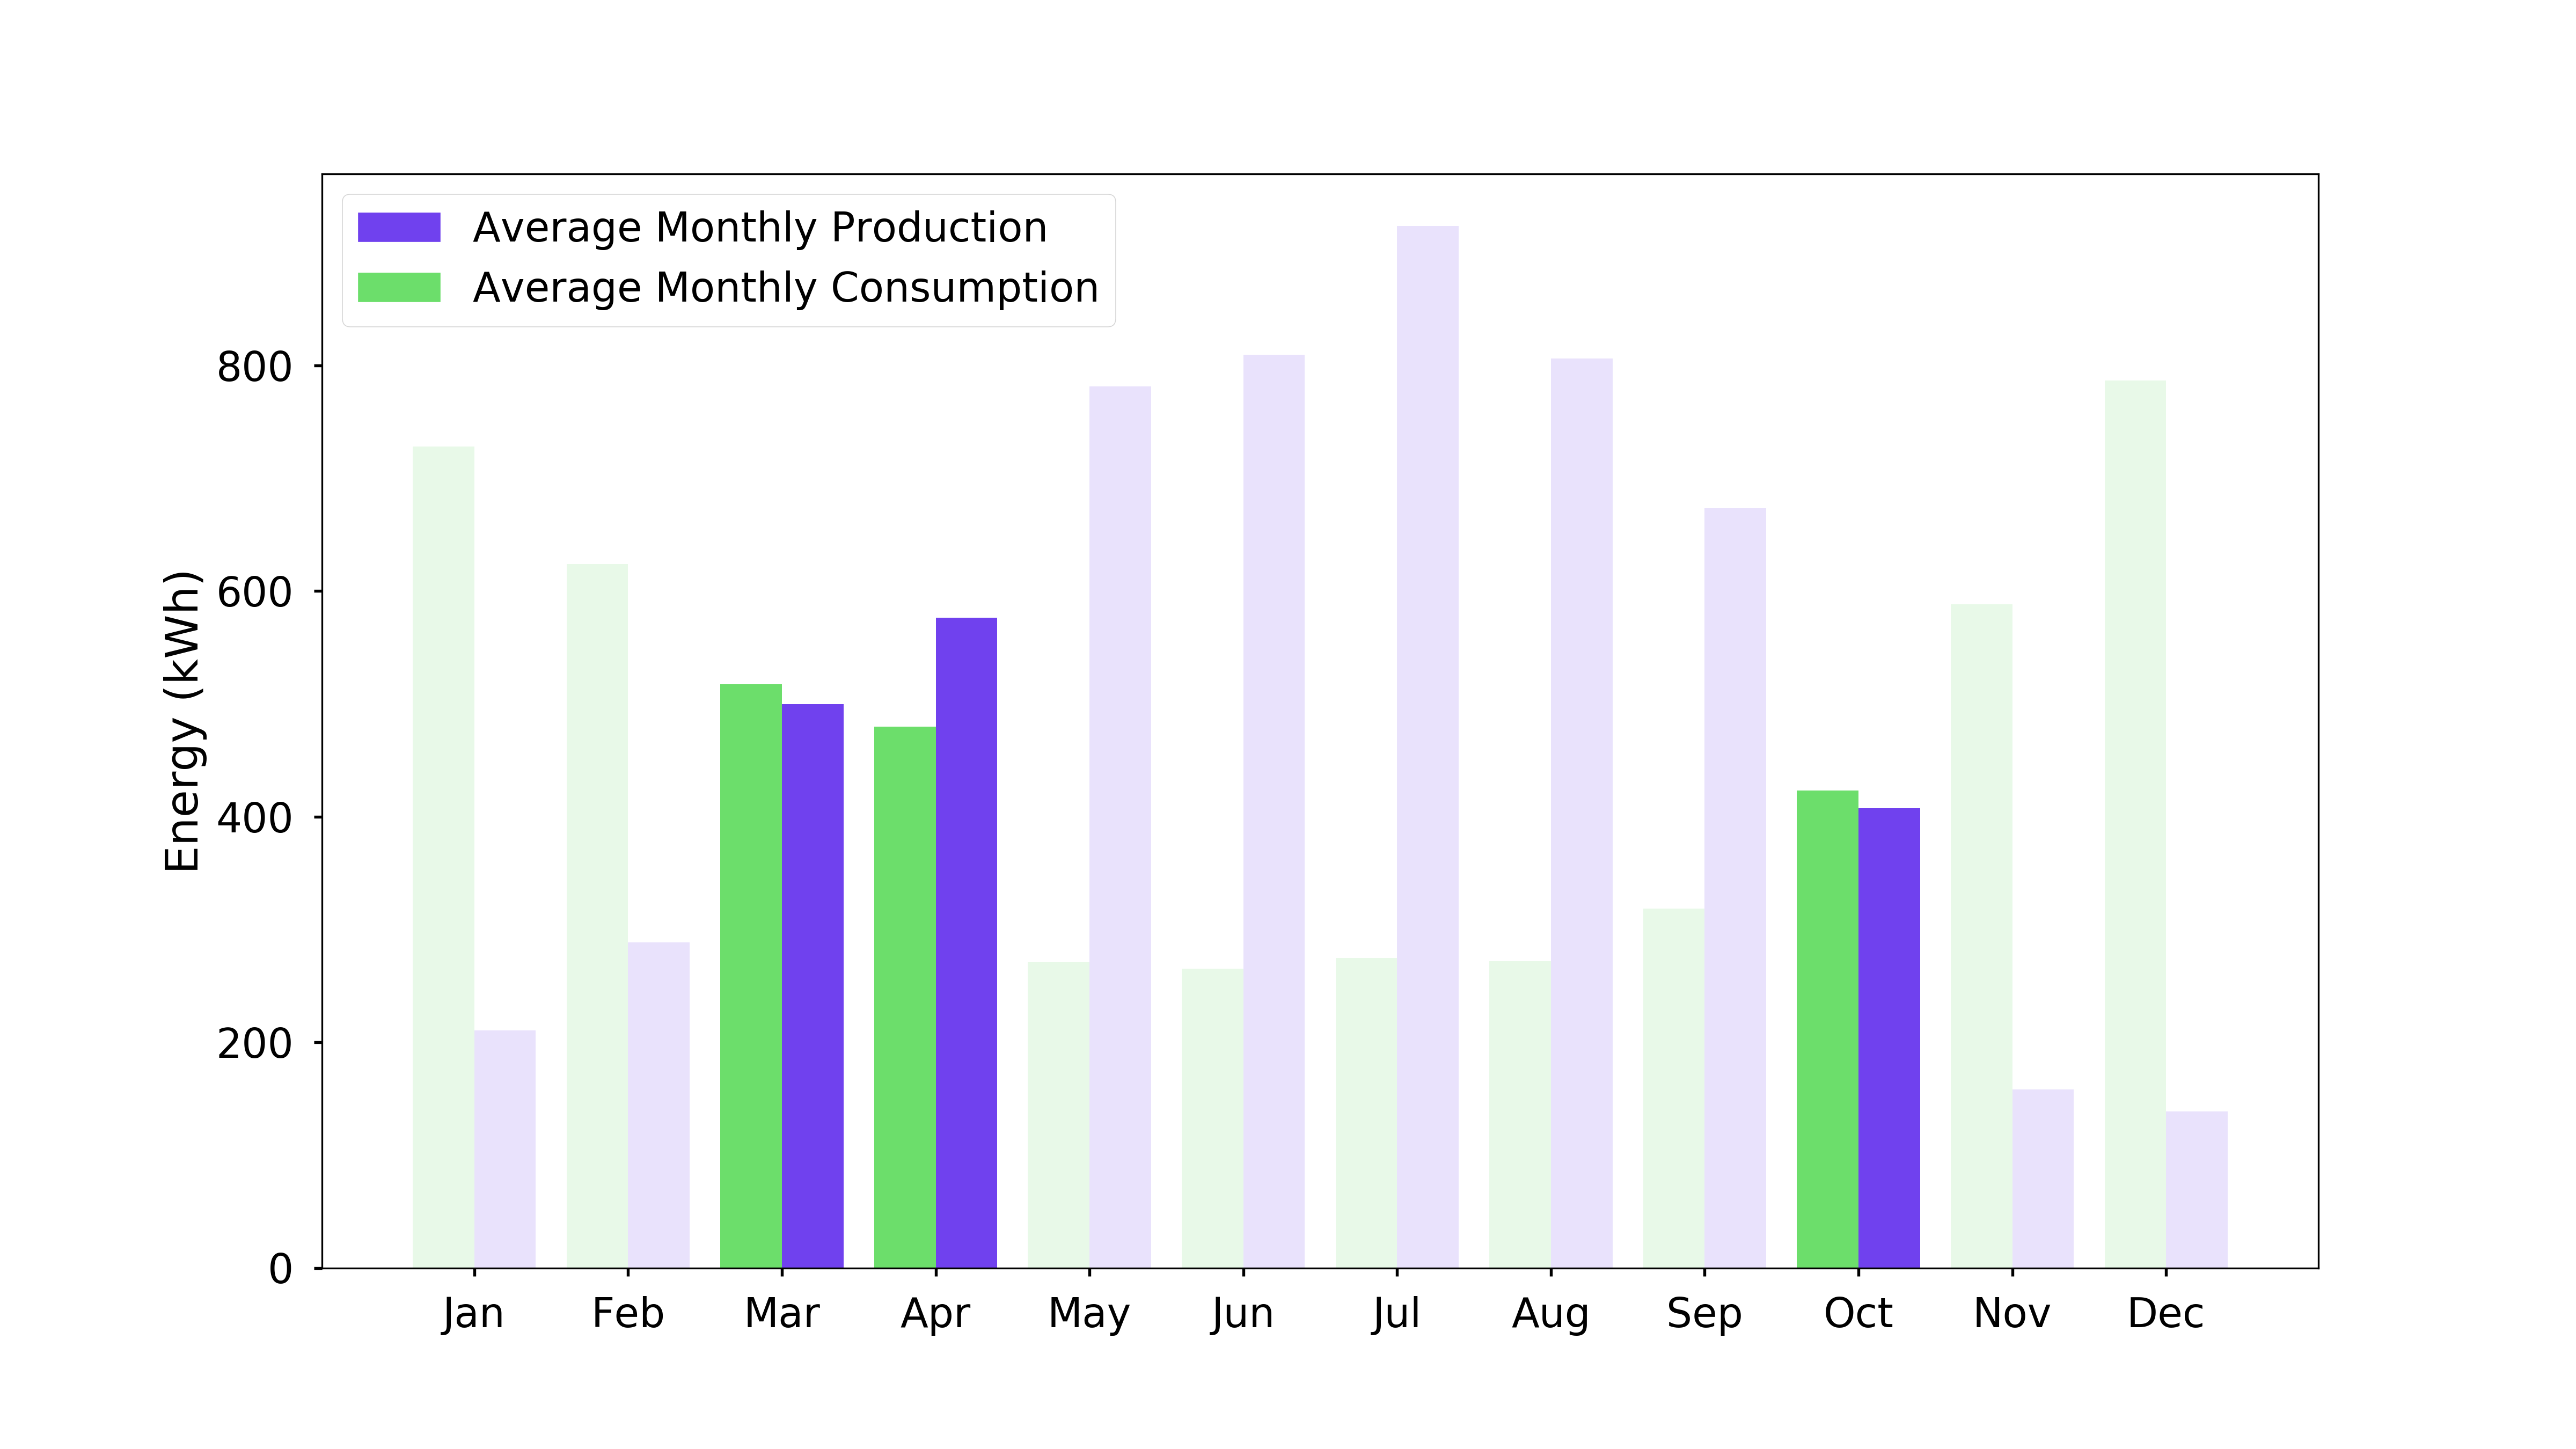 Average Monthly Production
Average Monthly Consumption
Energy (kWh)
800
600
400
200
0
Jan Feb Mar Apr May Jun Jul Aug Sep Oct Nov Dec